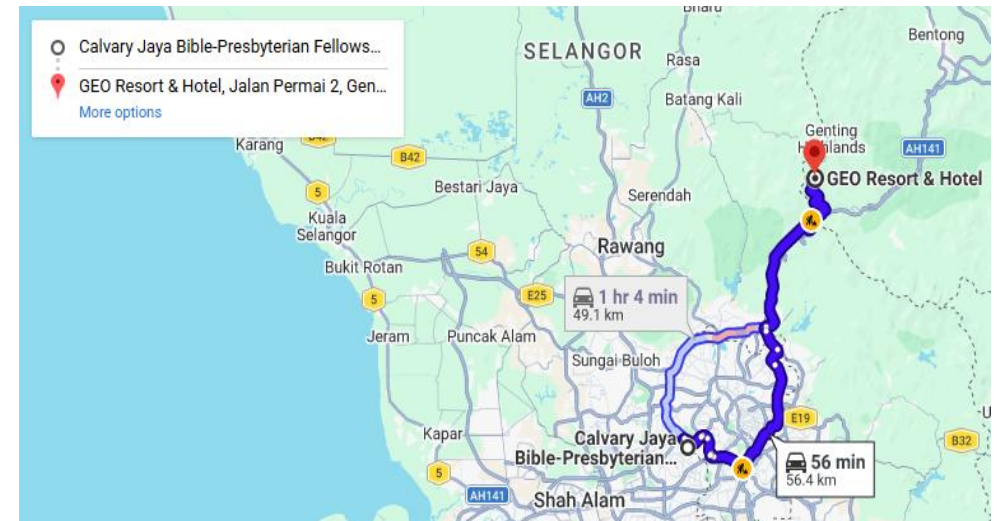 Calvary Jaya Bible-Presbyterian Fellows...
GEO Resort & Hotel, Jalan Permai 2, Gen...
More options
SELANGOR
Bentong
Rasa
AH2
Batang Kali
Genting
Highlands
AH141
Karang
B42
GEO Resort & Hotel
5
Bestari Jaya
Serendah
Kuala
Selangor
54
Rawang
Bukit Rotan
1 hr 4 min
49.1 km
E25
5
Jeram
Puncak Alam
Sungai Buloh
E19
Kapar
Calvary Jaya
Bible-Presbyterian...
B32
56 min
56.4 km
5
AH141
Shah Alam